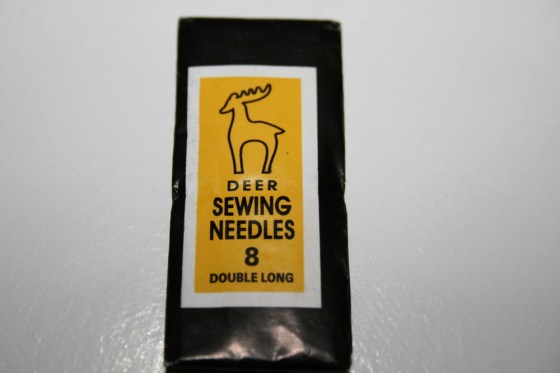 DEER
SEWING
NEEDLES
8
DOUBLE LONG